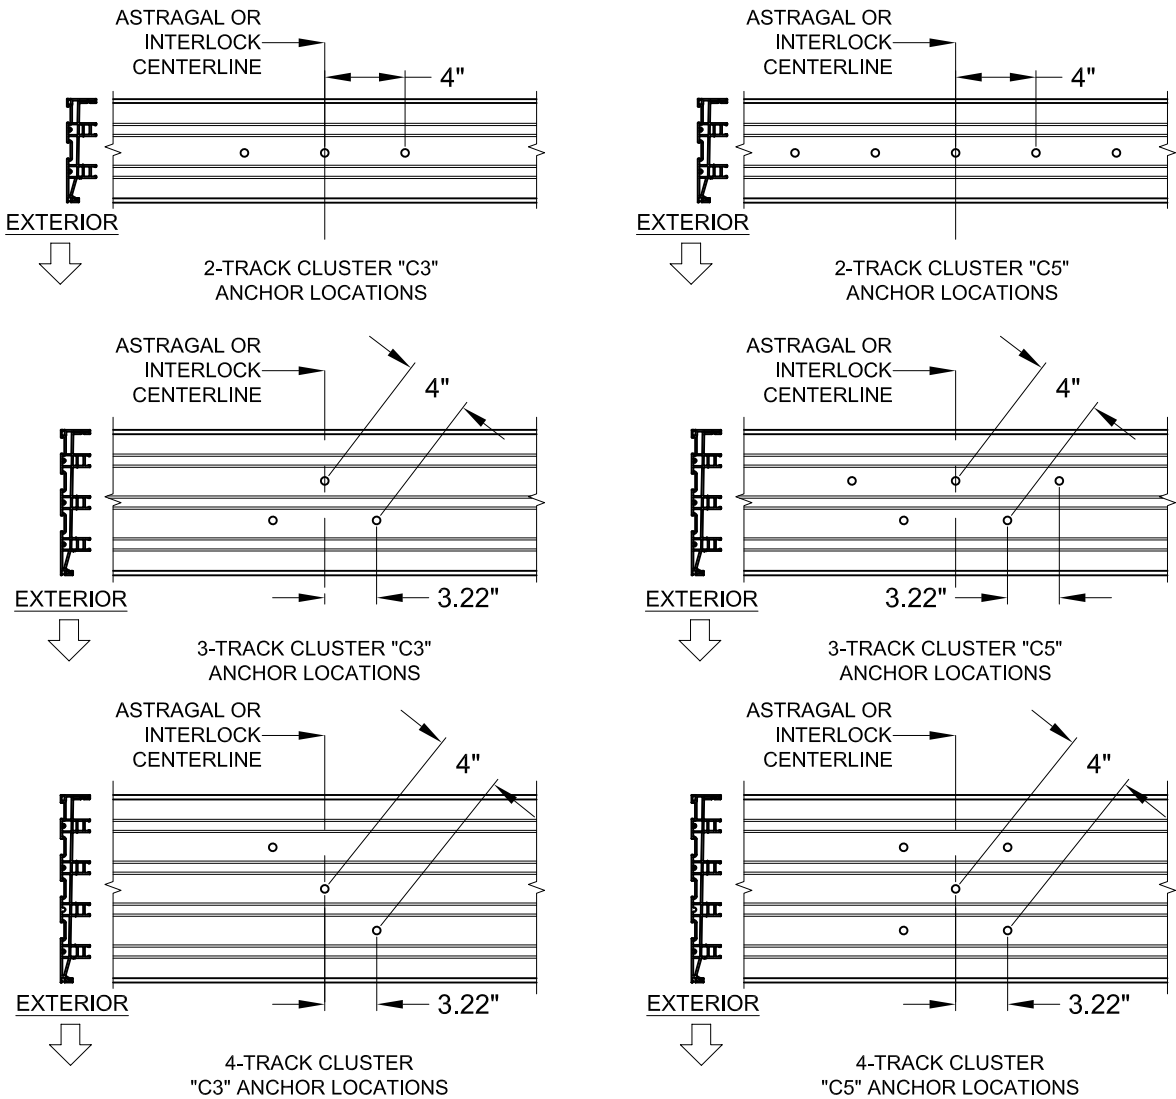 ASTRAGAL OR
INTERLOCK
CENTERLINE
4"
EXTERIOR
2-TRACK CLUSTER "C3"
ANCHOR LOCATIONS
ASTRAGAL OR
INTERLOCK
CENTERLINE
4"
EXTERIOR
2-TRACK CLUSTER "C5"
ANCHOR LOCATIONS
ASTRAGAL OR
INTERLOCK
CENTERLINE
4"
EXTERIOR
3.22"
3-TRACK CLUSTER "C3"
ANCHOR LOCATIONS
ASTRAGAL OR
INTERLOCK
CENTERLINE
4"
EXTERIOR
3.22"
3-TRACK CLUSTER "C5"
ANCHOR LOCATIONS
ASTRAGAL OR
INTERLOCK
CENTERLINE
4"
EXTERIOR
3.22"
4-TRACK CLUSTER
"C3" ANCHOR LOCATIONS
ASTRAGAL OR
INTERLOCK
CENTERLINE
4"
EXTERIOR
3.22"
4-TRACK CLUSTER
"C5" ANCHOR LOCATIONS